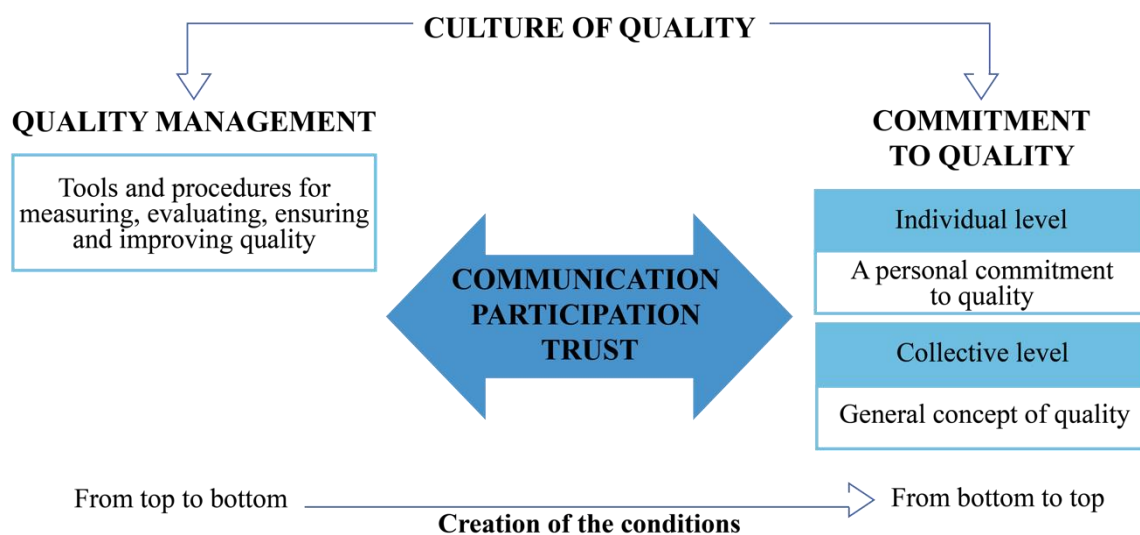 CULTURE OF QUALITY
QUALITY MANAGEMENT
Tools and procedures for
measuring, evaluating, ensuring
and improving quality
COMMUNICATION
PARTICIPATION
TRUST
COMMITMENT
TO QUALITY
Individual level
A personal commitment
to quality
Collective level
General concept of quality
From top to bottom
Creation of the conditions
From bottom to top